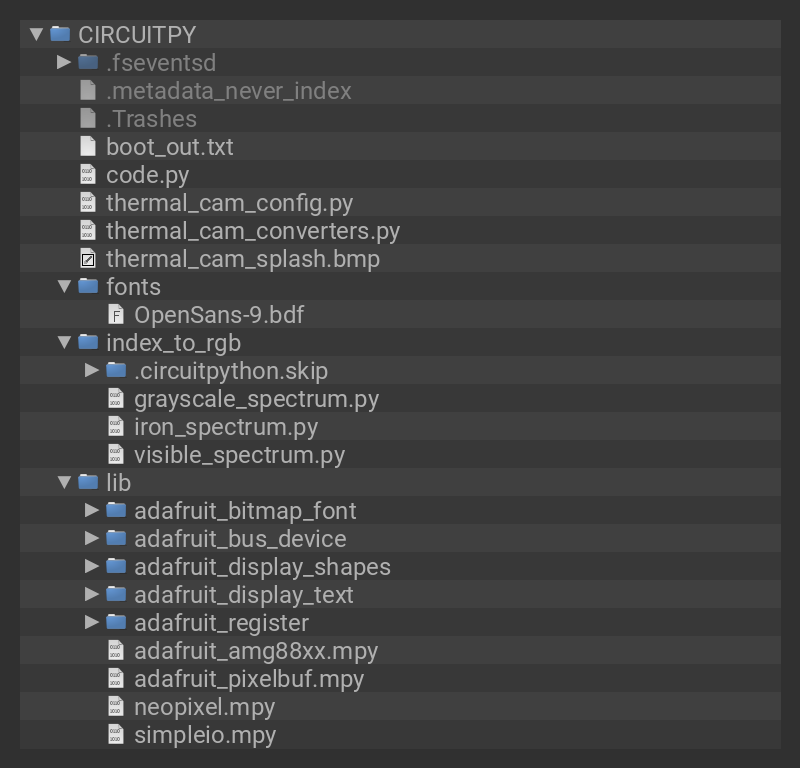 CIRCUITPY
.fseventsd
.metadata_never_index
.Trashes
boot_out.txt
code.py
thermal_cam_config.py
thermal_cam_converters.py
thermal_cam_splash.bmp
fonts
OpenSans-9.bdf
index_to_rgb
.circuitpython.skip
grayscale_spectrum.py
iron_spectrum.py
visible_spectrum.py
lib
adafruit_bitmap_font
adafruit_bus_device
adafruit_display_shapes
adafruit_display_text
adafruit_register
adafruit_amg88xx.mpy
adafruit_pixelbuf.mpy
neopixel.mpy
simpleio.mpy